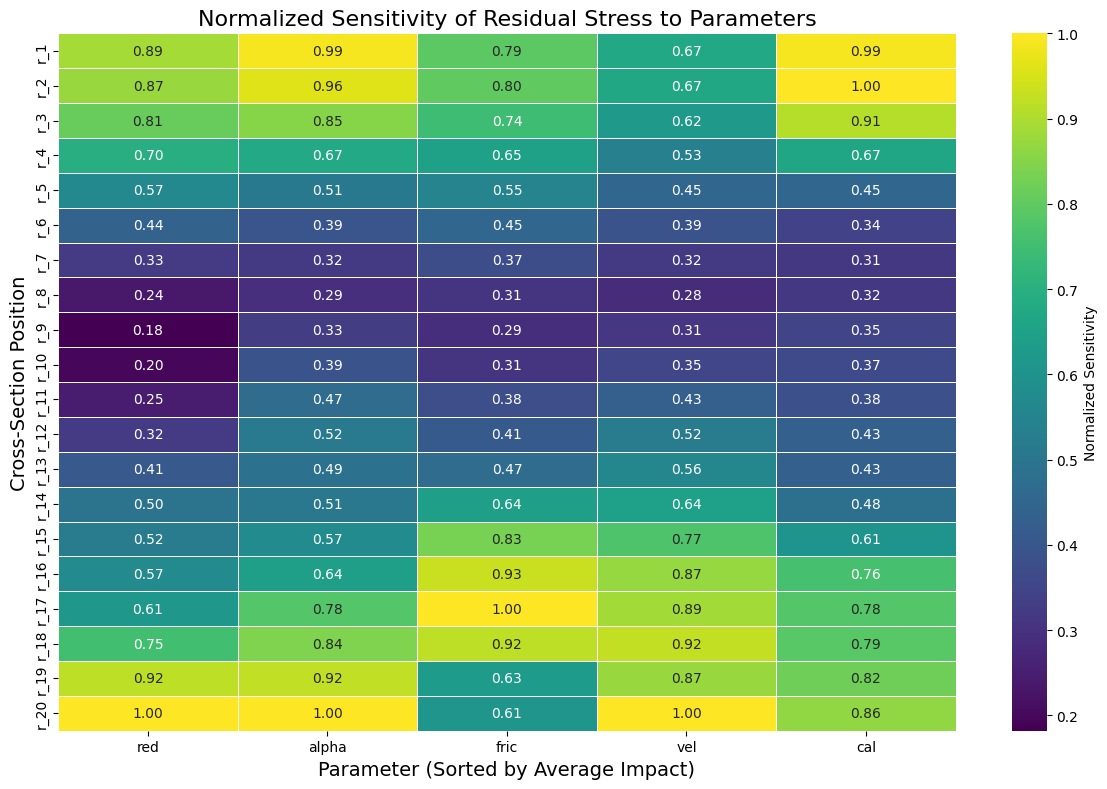 Normalized Sensitivity of Residual Stress to Parameters
r_1 0.89 0.99 0.79 0.67 0.99
r_2 0.87 0.96 0.80 0.67 1.00
r_3 0.81 0.85 0.74 0.62 0.91
r_4 0.70 0.67 0.65 0.53 0.67
r_5 0.57 0.51 0.55 0.45 0.45
r_6 0.44 0.39 0.45 0.39 0.34
r_7 0.33 0.32 0.37 0.32 0.31
r_8 0.24 0.29 0.31 0.28 0.32
r_9 0.18 0.33 0.29 0.31 0.35
r_10 0.20 0.39 0.31 0.35 0.37
r_11 0.25 0.47 0.38 0.43 0.38
r_12 0.32 0.52 0.41 0.52 0.43
r_13 0.41 0.49 0.47 0.56 0.43
r_14 0.50 0.51 0.64 0.64 0.48
r_15 0.52 0.57 0.83 0.77 0.61
r_16 0.57 0.64 0.93 0.87 0.76
r_17 0.61 0.78 1.00 0.89 0.78
r_18 0.75 0.84 0.92 0.92 0.79
r_19 0.92 0.92 0.63 0.87 0.82
r_20 1.00 1.00 0.61 1.00 0.86
red alpha fric vel cal
Parameter (Sorted by Average Impact)
Cross-Section Position
1.0
0.9
0.8
0.7
0.6
0.5
0.4
0.3
0.2
Normalized Sensitivity